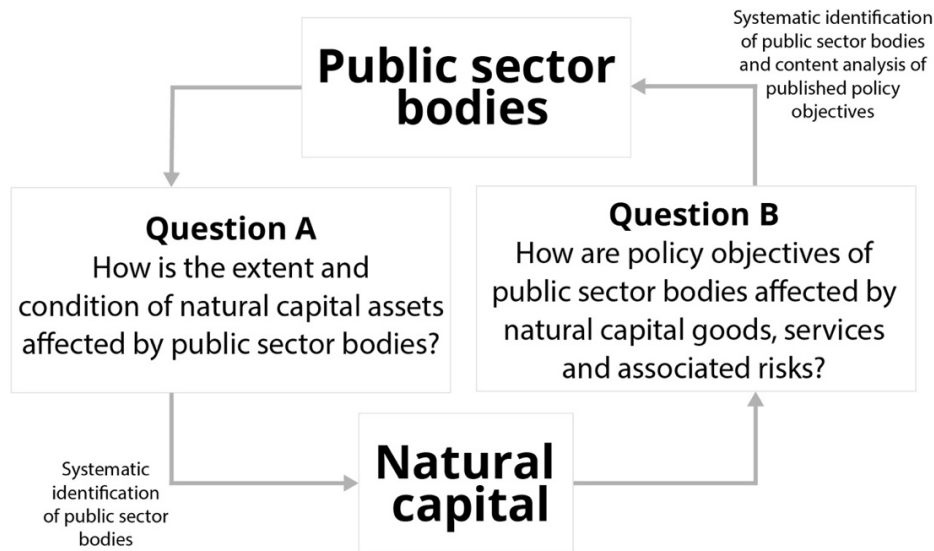 Public sector
bodies
Systematic identification
of public sector bodies
and content analysis of
published policy
objectives
Question A
How is the extent and
condition of natural capital assets
affected by public sector bodies?
Question B
How are policy objectives of
public sector bodies affected by
natural capital goods, services
and associated risks?
Systematic
identification
of public sector
bodies
Natural
capital